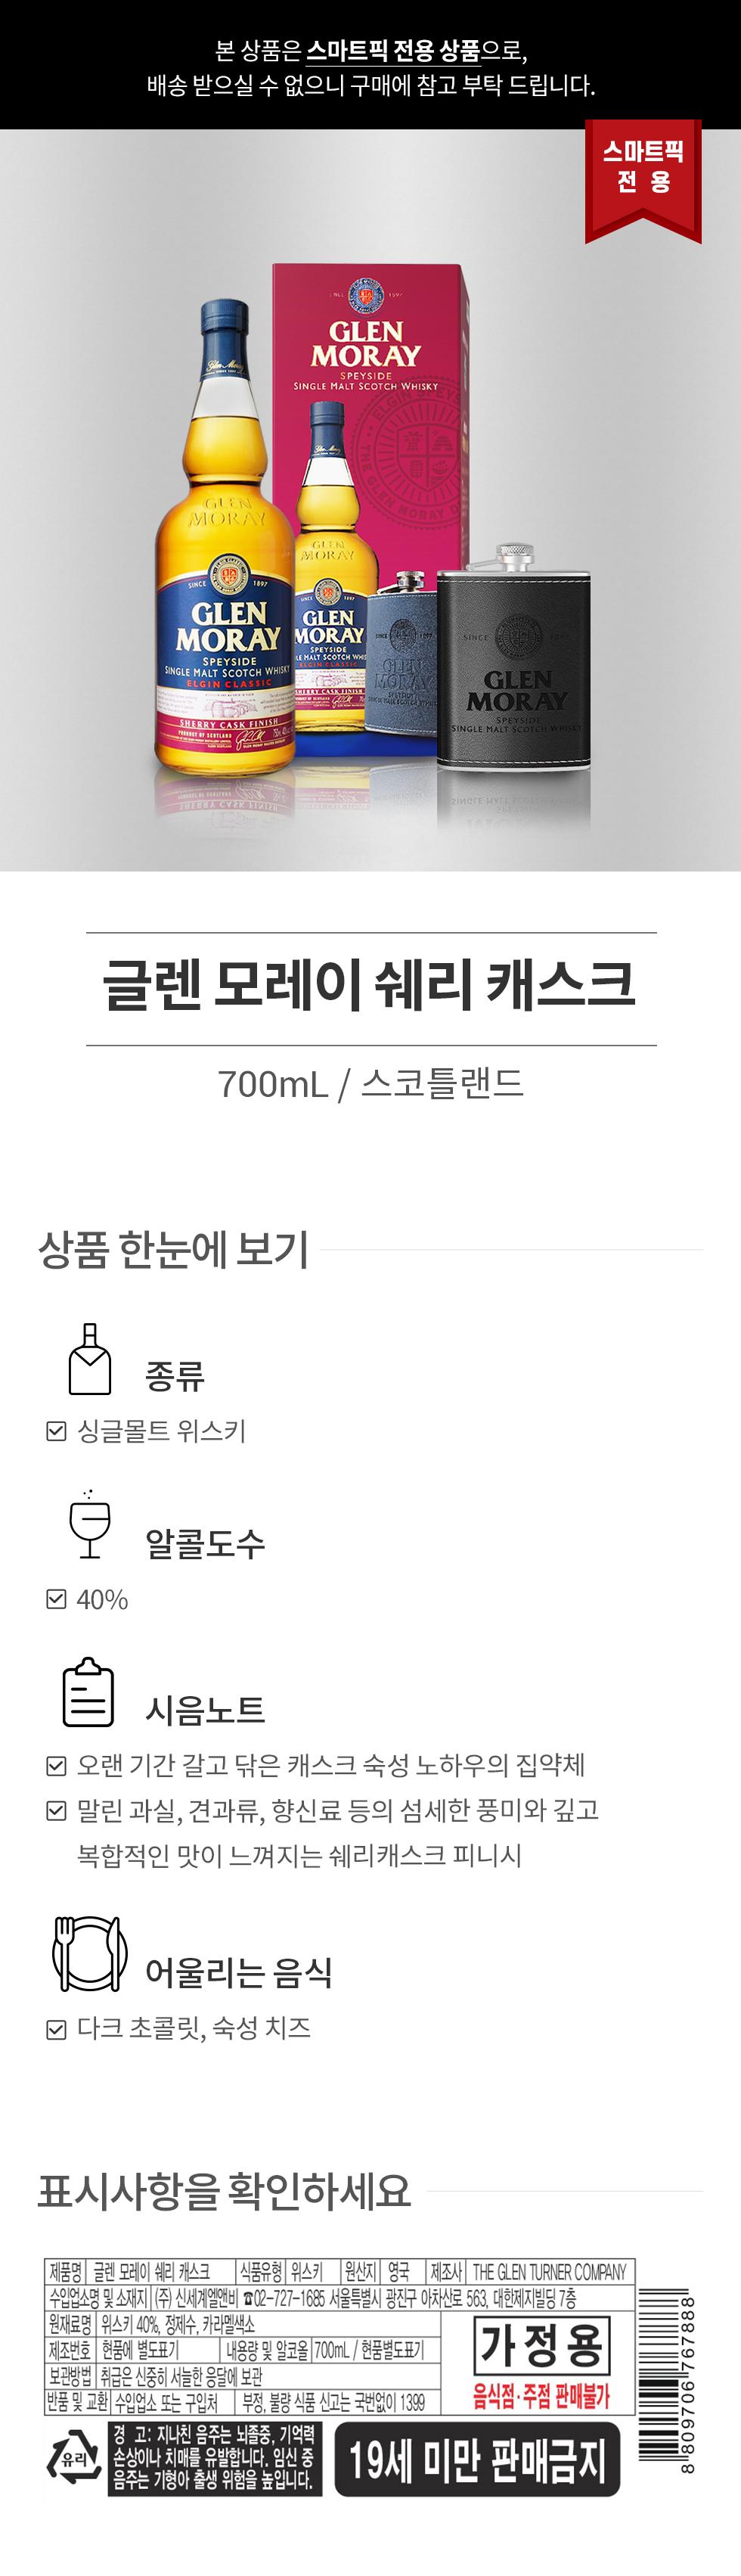 본 상품은 스마트픽 전용 상품으로,
배송 받으실 수 없으니 구매에 참고 부탁 드립니다.
스마트픽
전 용
GLEN
MORAY
SPEYSIDE
SINGLE MALT SCOTCH WHISKY
GLEN
MORAY
SINCE 1897
GLEN
MORAY
SPEYSIDE
SINGLE MALT SCOTCH WHISKY
ELGIN CLASSIC
SHERRY CASK FINISH
PRODUCT OF SCOTLAND
GLEN
MORAY
GLEN
MORAY
SPEYSIDE
ELGIN CLASSIC
SHERRY CASK FINISH
SINCE
GLEN
MORAY
SPEYSIDE
SINGLE MALT SCOTCH WHISKY
글렌 모레이 쉐리 캐스크
700mL / 스코틀랜드
상품 한눈에 보기
종류
싱글몰트 위스키
알콜도수
40%
시음노트
오랜 기간 갈고 닦은 캐스크 숙성 노하우의 집약체
말린 과실, 견과류, 향신료 등의 섬세한 풍미와 깊고
복합적인 맛이 느껴지는 쉐리캐스크 피니시
어울리는 음식
다크 초콜릿, 숙성 치즈
표시사항을 확인하세요
제품명 글렌 모레이 쉐리 캐스크 식품유형 위스키 원산지 영국 제조사 THE GLEN TURNER COMPANY
수입업소명 및 소재지 (주) 신세계엘앤비 ☎02-727-1685 서울특별시 광진구 아차산로 563, 대한제지빌딩 7층
원재료명 위스키 40%, 정제수, 카라멜색소
제조번호 현품에 별도표기 내용량 및 알코올 700mL / 현품별도표기
보관방법 취급은 신중히 서늘한 응달에 보관
반품 및 교환 수입업소 또는 구입처 부정, 불량 식품 신고는 국번없이 1399
가정용
음식점·주점 판매불가
8 809706 767888
유리
경 고: 지나친 음주는 뇌졸중, 기억력
손상이나 치매를 유발합니다. 임신 중
음주는 기형아 출생 위험을 높입니다.
19세 미만 판매금지